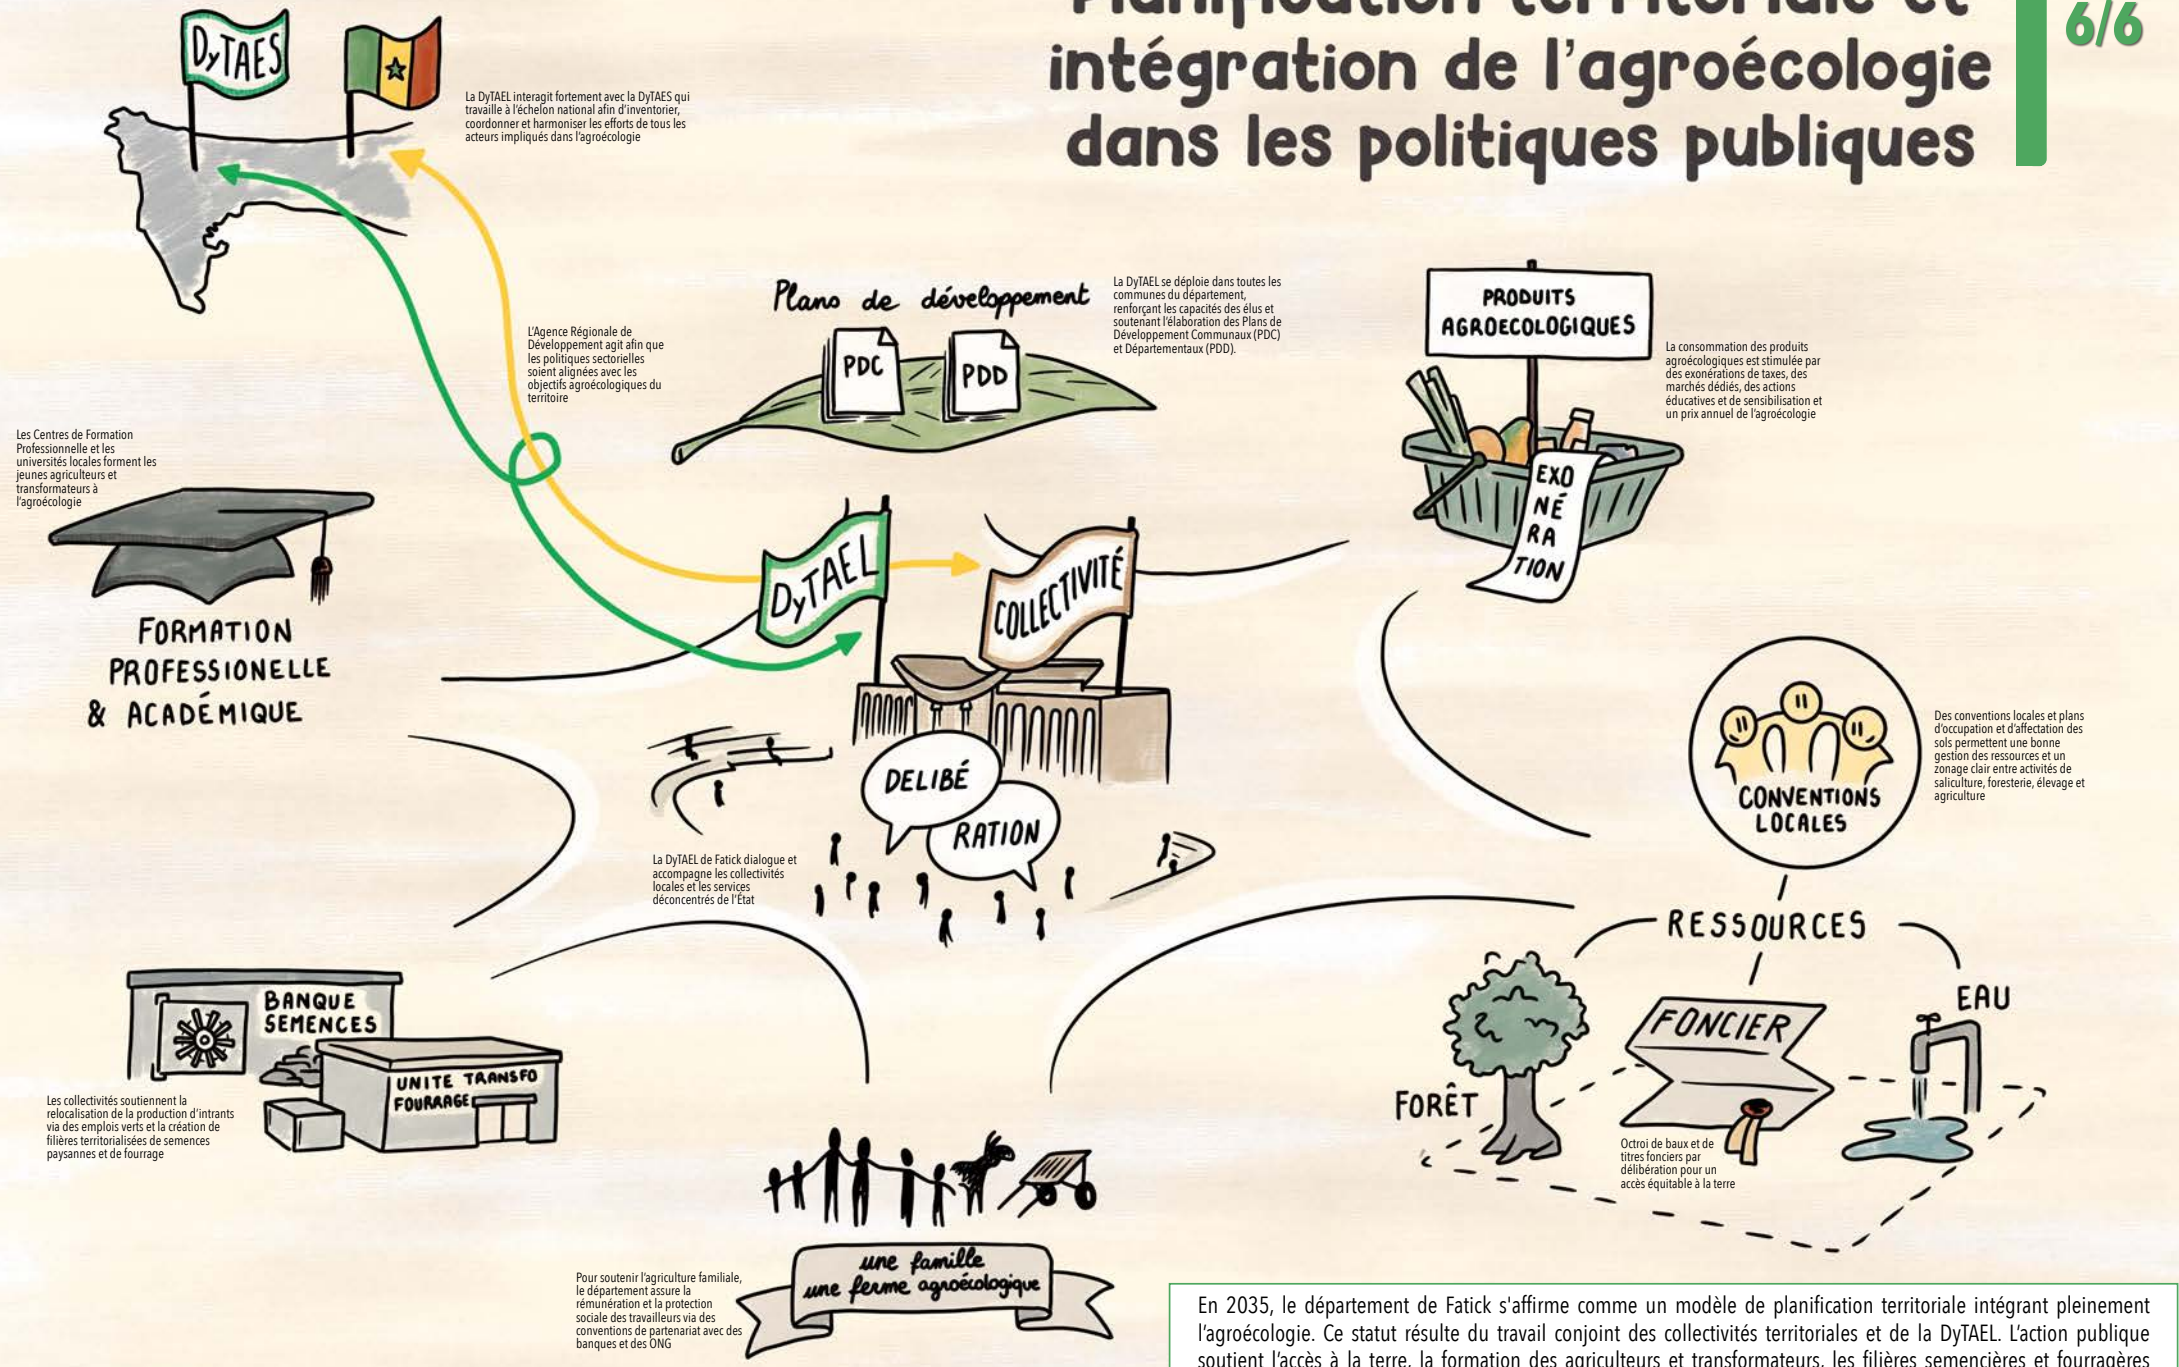 Planification territoriale et
intégration de l'agroécologie
dans les politiques publiques
6/6
DyTAES
La DyTAEL interagit fortement avec la DyTAES qui
travaille à l'échelon national afin d'inventorier,
coordonner et harmoniser les efforts de tous les
acteurs impliqués dans l'agroécologie
L'Agence Régionale de
Développement agit afin que
les politiques sectorielles
soient alignées avec les
objectifs agroécologiques du
territoire
Plans de développement
PDC
PDD
La DyTAEL se déploie dans toutes les
communes du département,
renforçant les capacités des élus et
soutenant l'élaboration des Plans de
Développement Communaux (PDC)
et Départementaux (PDD).
PRODUITS
AGROECOLOGIQUES
EXO
NÉ
RA
TION
La consommation des produits
agroécologiques est stimulée par
des exonérations de taxes, des
marchés dédiés, des actions
éducatives et de sensibilisation et
un prix annuel de l'agroécologie
Les Centres de Formation
Professionnelle et les
universités locales forment les
jeunes agriculteurs et
transformateurs à
l'agroécologie
FORMATION
PROFESSIONELLE
& ACADÉMIQUE
DyTAEL
COLLECTIVITÉ
DELIBÉ
RATION
La DyTAEL de Fatick dialogue et
accompagne les collectivités
locales et les services
déconcentrés de l'État
CONVENTIONS
LOCALES
Des conventions locales et plans
d'occupation et d'affectation des
sols permettent une bonne
gestion des ressources et un
zonage clair entre activités de
saliculture, foresterie, élevage et
agriculture
RESSOURCES
FORÊT
FONCIER
EAU
Octroi de baux et de
titres fonciers par
délibération pour un
accès équitable à la terre
BANQUE
SEMENCES
UNITE TRANSFO
FOURRAGE
Les collectivités soutiennent la
relocalisation de la production d'intrants
via des emplois verts et la création de
filières territorialisées de semences
paysannes et de fourrage
une famille
une ferme agroécologique
Pour soutenir l'agriculture familiale,
le département assure la
rémunération et la protection
sociale des travailleurs via des
conventions de partenariat avec des
banques et des ONG
En 2035, le département de Fatick s'affirme comme un modèle de planification territoriale intégrant pleinement
l'agroécologie. Ce statut résulte du travail conjoint des collectivités territoriales et de la DyTAEL. L'action publique
soutient l'accès à la terre, la formation des agriculteurs et transformateurs, les filières semencières et fourragères